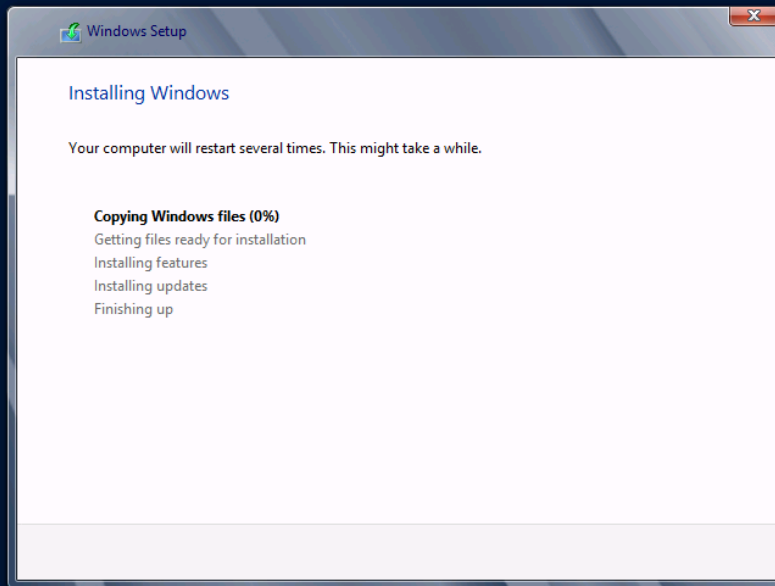 Windows Setup
Installing Windows
Your computer will restart several times. This might take a while.
Copying Windows files (0%)
Getting files ready for installation
Installing features
Installing updates
Finishing up